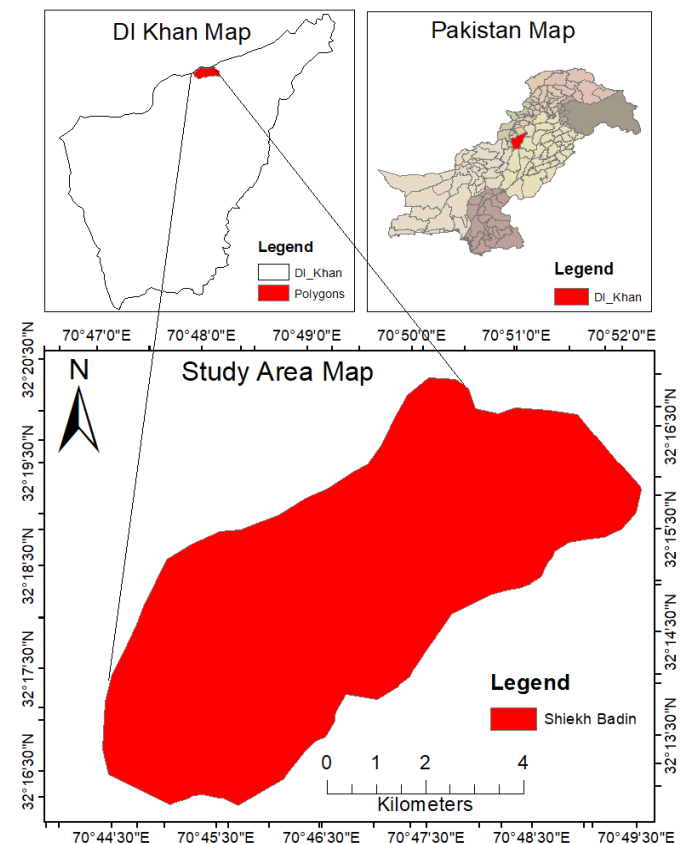 DI Khan Map
Legend
DI_Khan
Polygons
Pakistan Map
Legend
DI_Khan
70°47'0"E 70°48'0"E 70°49'0"E 70°50'0"E 70°51'0"E 70°52'0"E
Study Area Map
N
32°20'30"N
32°19'30"N
32°18'30"N
32°17'30"N
32°16'30"N
32°16'30"N
32°15'30"N
32°14'30"N
32°13'30"N
Legend
Shiekh Badin
0 1 2 4
Kilometers
70°44'30"E 70°45'30"E 70°46'30"E 70°47'30"E 70°48'30"E 70°49'30"E